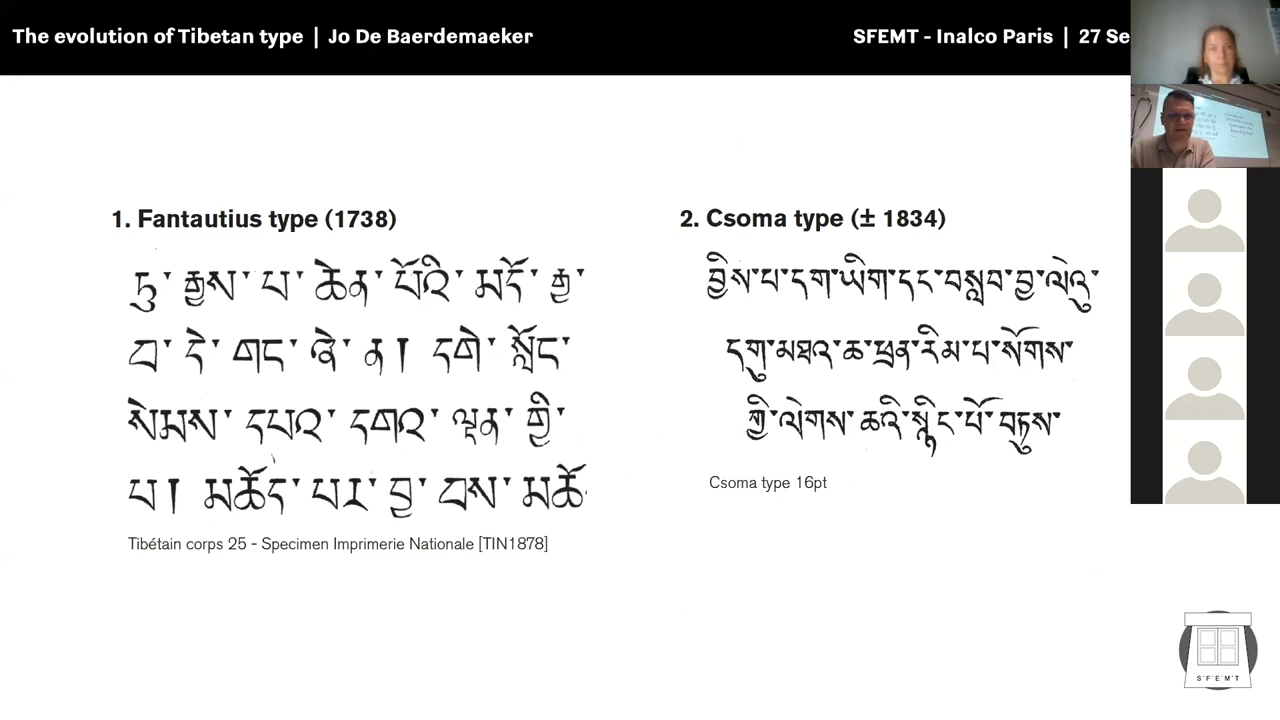 The evolution of Tibetan type | Jo De Baerdemaeker
SFEMT - Inalco Paris | 27 Se
1. Fantautius type (1738)
ཏུ་ རྒྱས་ པ་ ཆེན་ པོའི་ མདོ་ རྒྱ་
བ་ དེ་ གང་ ཞེ་ ན། དགེ་ སློང་
སེམས་ དཔའ་ དགའ་ ལྡན་ གྱི་
པ། མཆོད་ པར་ བྱ་ བས་ མཆོ
Tibétain corps 25 - Specimen Imprimerie Nationale [TIN1878]
2. Csoma type (± 1834)
བྱིས་པ་དག་ཡིག་དང་བསླབ་བྱ་ལེའུ་
དགུ་མཐའ་ཆ་ཕྲན་རིམ་པ་སོགས་
ཀྱི་ལེགས་ཆའི་སྙིང་པོ་བཏུས་
Csoma type 16pt
S·F·E·M·T